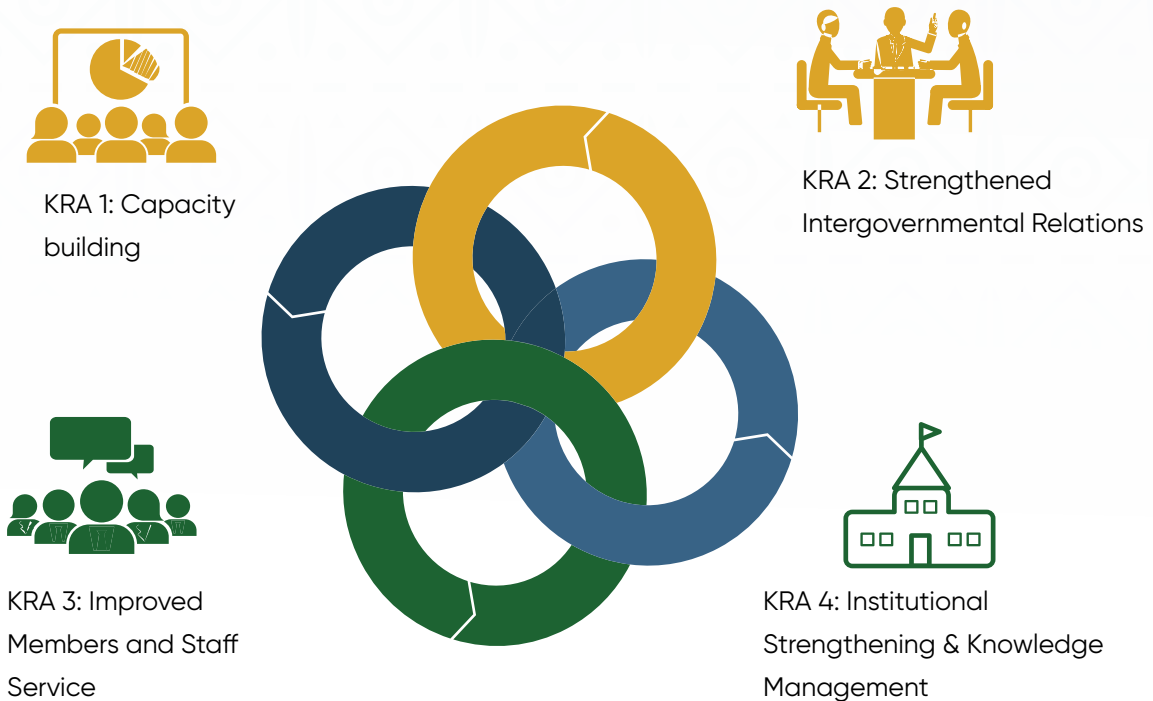 KRA 1: Capacity
building
KRA 2: Strengthened
Intergovernmental Relations
KRA 3: Improved
Members and Staff
Service
KRA 4: Institutional
Strengthening & Knowledge
Management